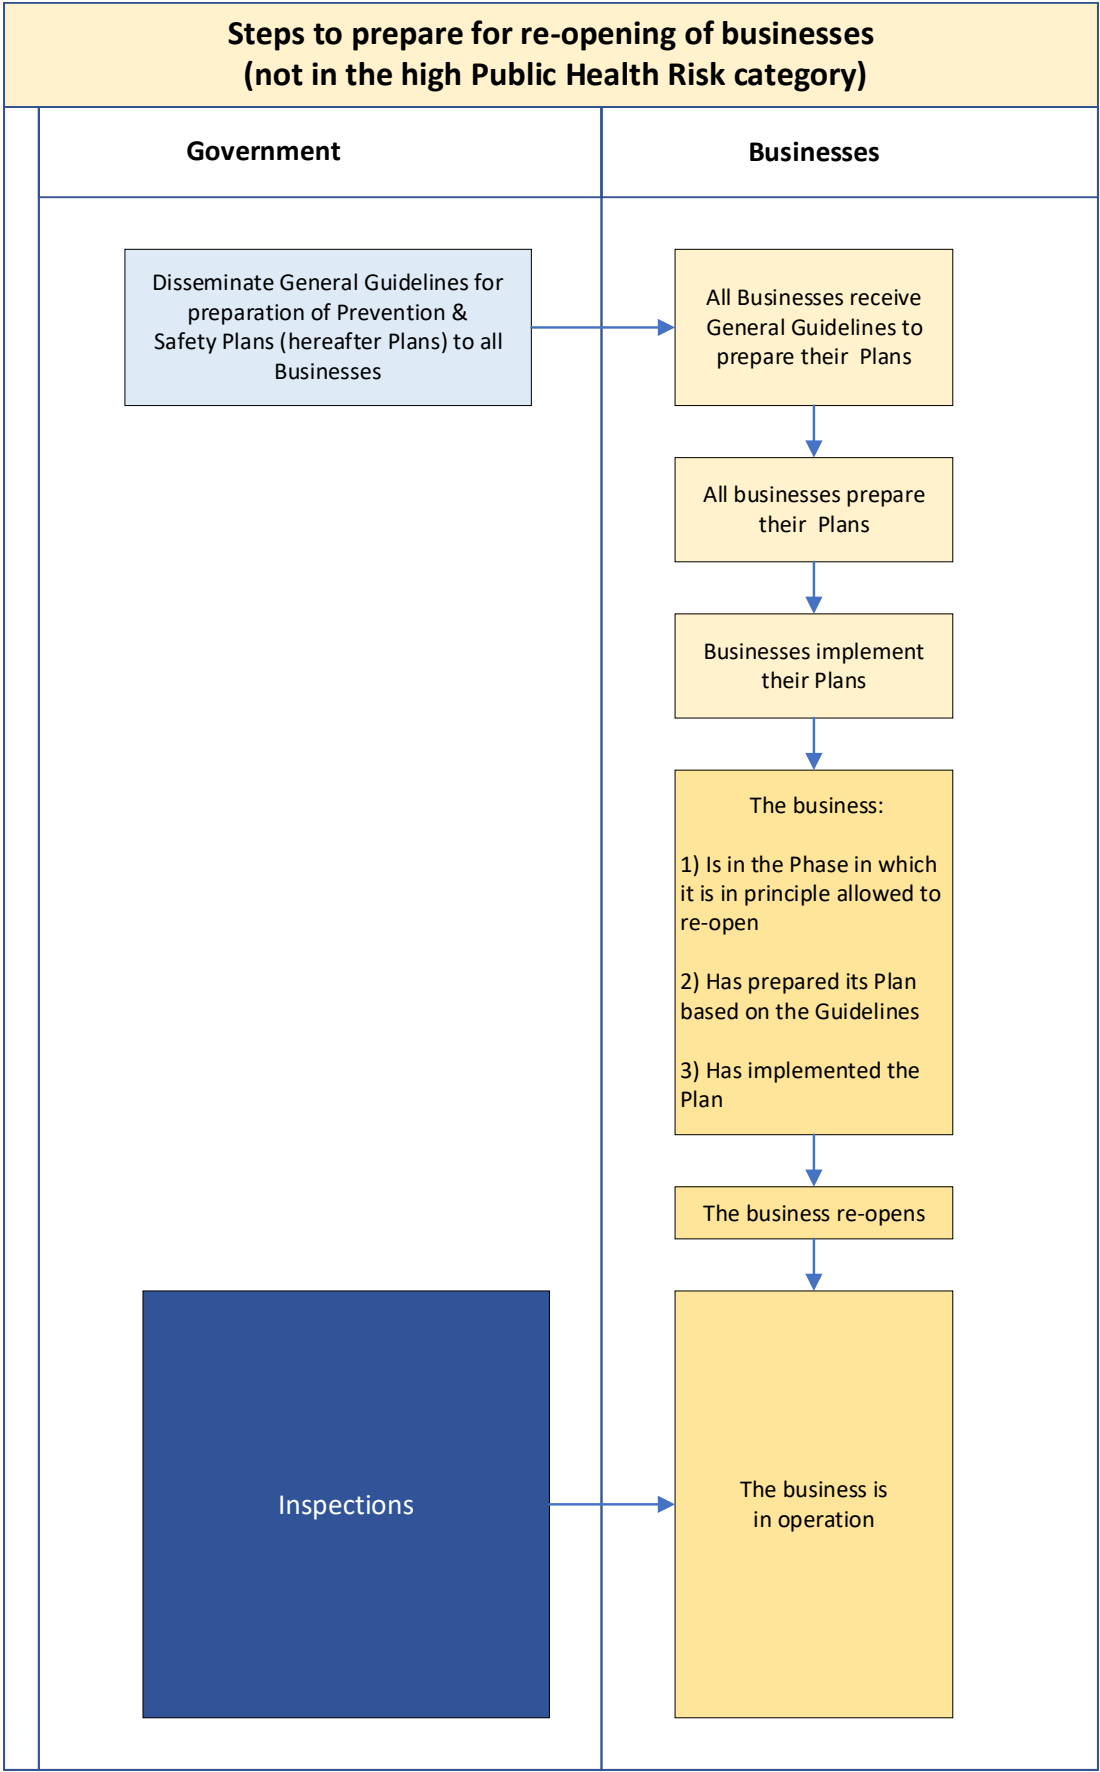 Steps to prepare for re-opening of businesses
(not in the high Public Health Risk category)
Government
Businesses
Disseminate General Guidelines for
preparation of Prevention &
Safety Plans (hereafter Plans) to all
Businesses
All Businesses receive
General Guidelines to
prepare their Plans
All businesses prepare
their Plans
Businesses implement
their Plans
The business:
1) Is in the Phase in which
it is in principle allowed to
re-open
2) Has prepared its Plan
based on the Guidelines
3) Has implemented the
Plan
The business re-opens
Inspections
The business is
in operation